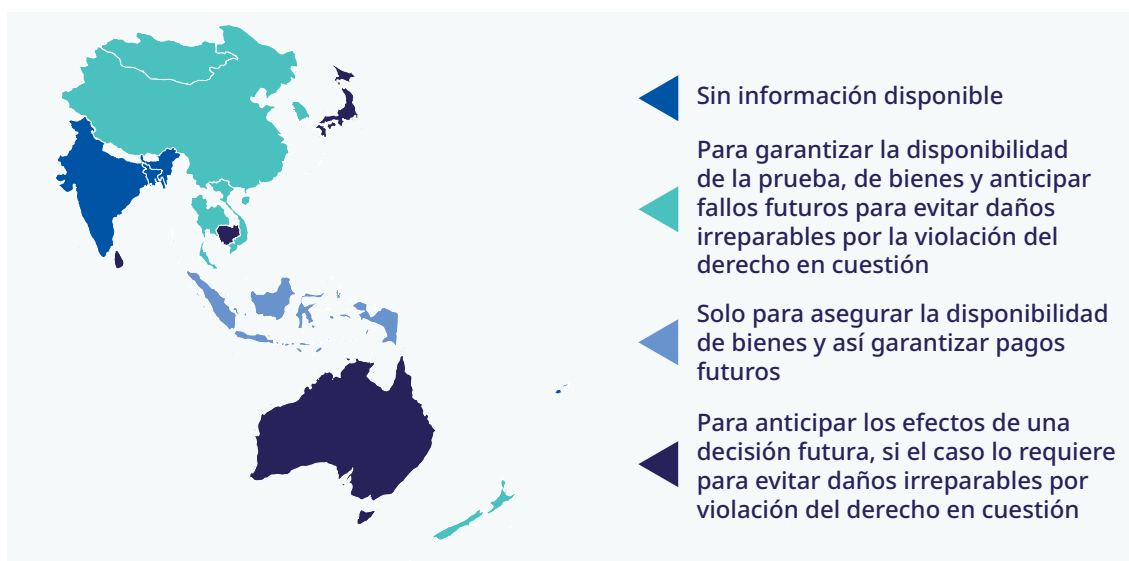 Sin información disponible
Para garantizar la disponibilidad
de la prueba, de bienes y anticipar
fallos futuros para evitar daños
irreparables por la violación del
derecho en cuestión
Solo para asegurar la disponibilidad
de bienes y así garantizar pagos
futuros
Para anticipar los efectos de una
decisión futura, si el caso lo requiere
para evitar daños irreparables por
violación del derecho en cuestión